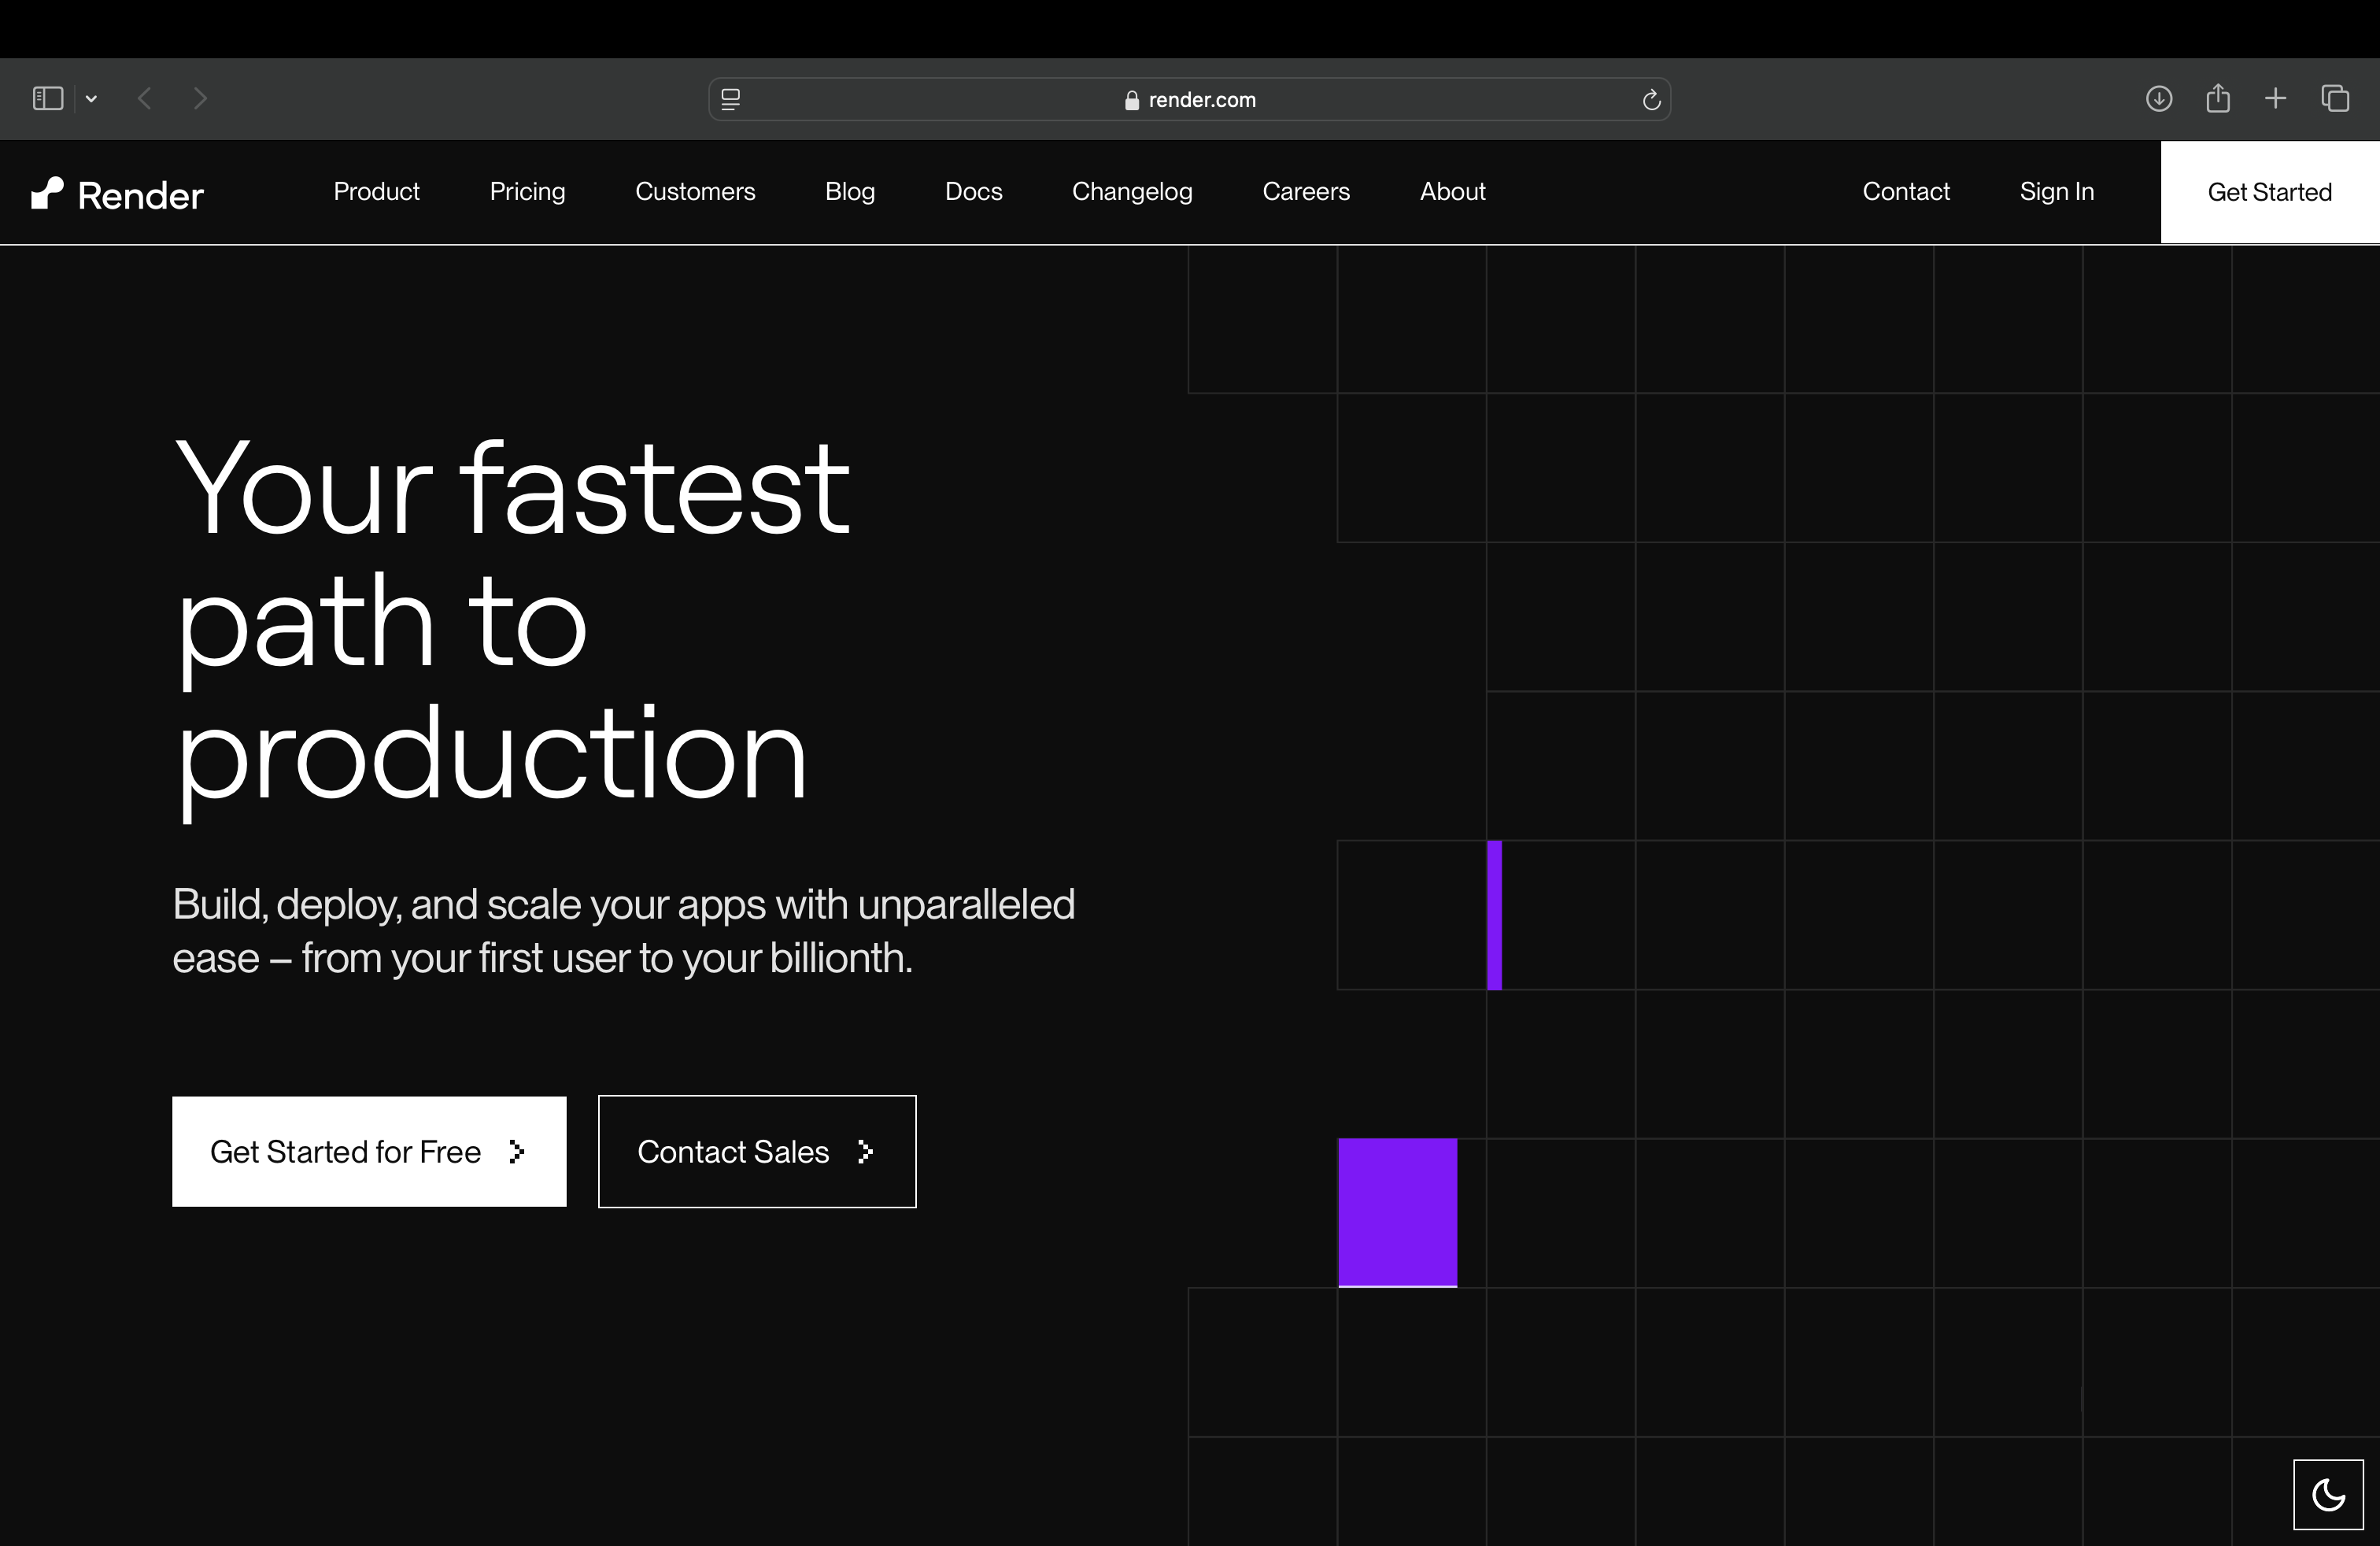 render.com
Render
Product
Pricing
Customers
Blog
Docs
Changelog
Careers
About
Contact
Sign In
Get Started
Your fastest
path to
production
Build, deploy, and scale your apps with unparalleled
ease – from your first user to your billionth.
Get Started for Free
Contact Sales